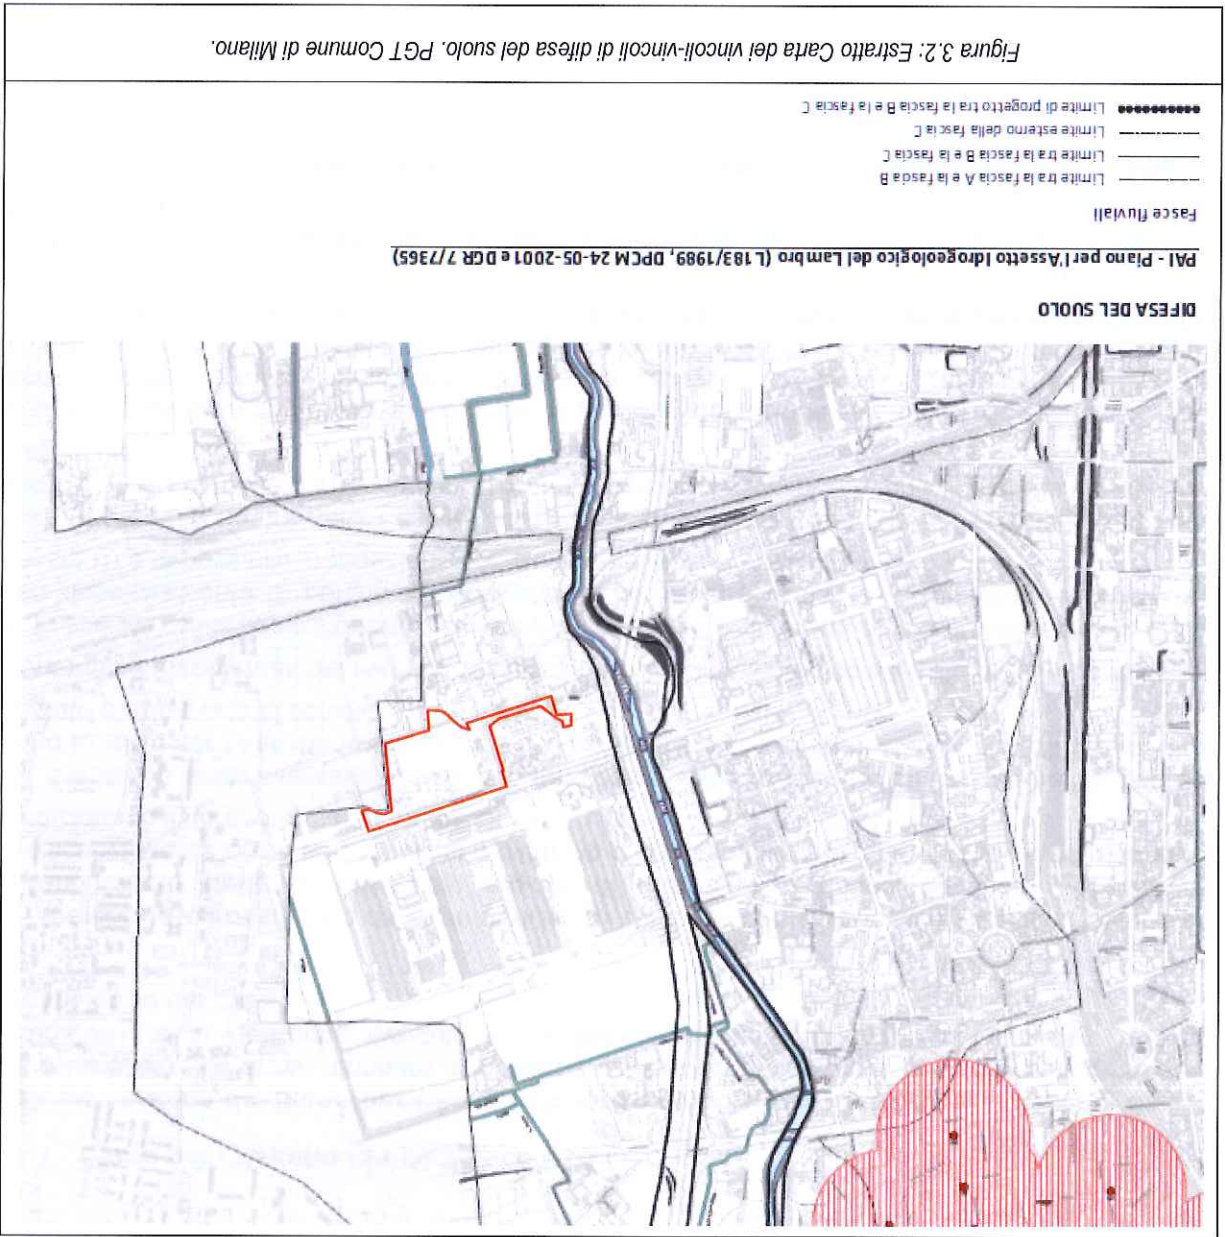 DIFESA DEL SUOLO
PAI - Piano per l'Assetto Idrogeologico del Lambro (L 183/1989, DPCM 24-05-2001 e DGR 7/7365)
Fasce fluviali
Limite tra la fascia A e la fascia B
Limite tra la fascia B e la fascia C
Limite esterno della fascia C
Limite di progetto tra la fascia B e la fascia C
Figura 3.2: Estratto Carta dei vincoli-vincoli di difesa del suolo. PGT Comune di Milano.